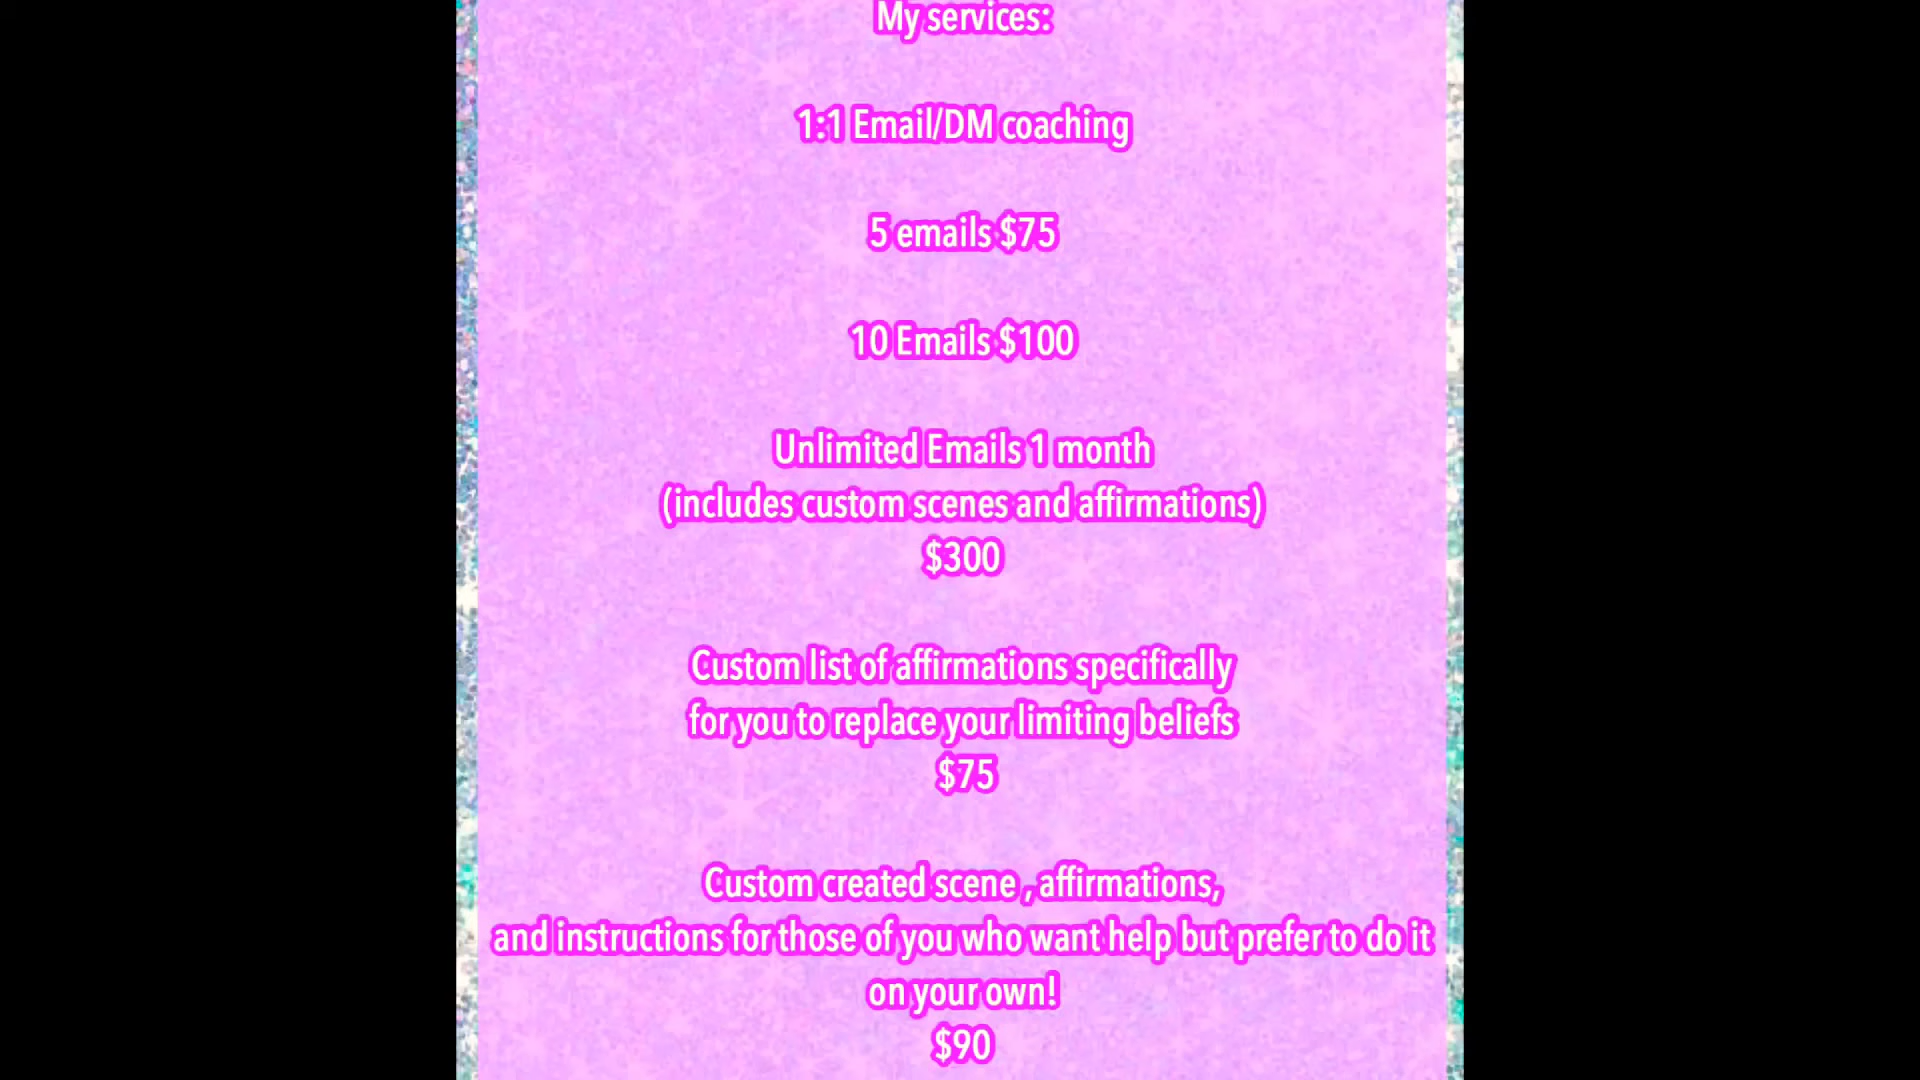 My services:
1:1 Email/DM coaching
5 emails $75
10 Emails $100
Unlimited Emails 1 month
(includes custom scenes and affirmations)
$300
Custom list of affirmations specifically
for you to replace your limiting beliefs
$75
Custom created scene , affirmations,
and instructions for those of you who want help but prefer to do it
on your own!
$90